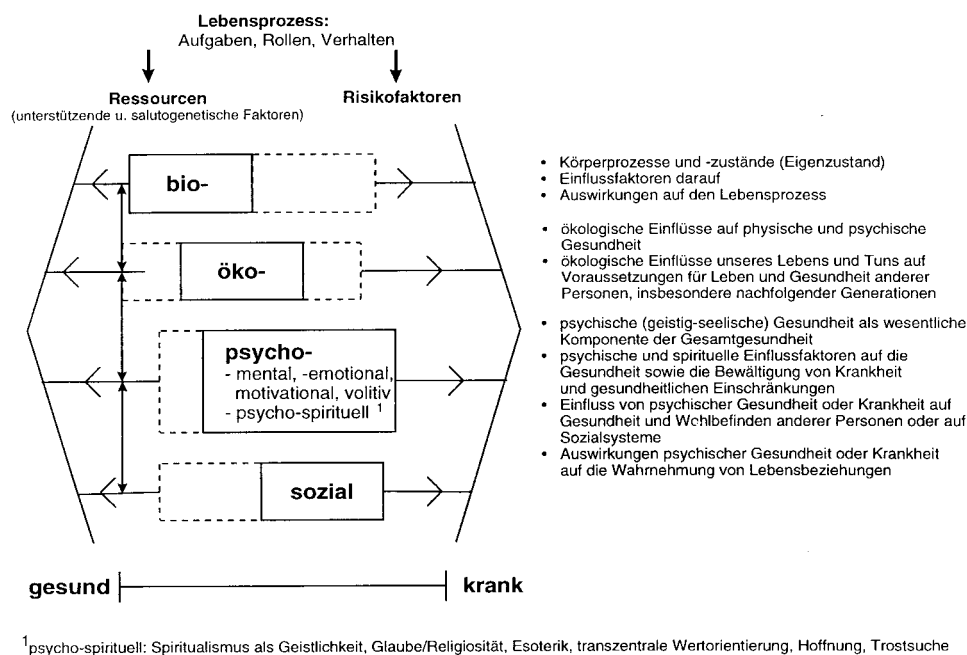 Lebensprozess:
Aufgaben, Rollen, Verhalten
Ressourcen
(unterstützende u. salutogenetische Faktoren)
Risikofaktoren
bio-
• Körperprozesse und -zustände (Eigenzustand)
• Einflussfaktoren darauf
• Auswirkungen auf den Lebensprozess
öko-
• ökologische Einflüsse auf physische und psychische
Gesundheit
• ökologische Einflüsse unseres Lebens und Tuns auf
Voraussetzungen für Leben und Gesundheit anderer
Personen, insbesondere nachfolgender Generationen
psycho-
- mental, -emotional,
motivational, volitiv
- psycho-spirituell 1
• psychische (geistig-seelische) Gesundheit als wesentliche
Komponente der Gesamtgesundheit
• psychische und spirituelle Einflussfaktoren auf die
Gesundheit sowie die Bewältigung von Krankheit
und gesundheitlichen Einschränkungen
• Einfluss von psychischer Gesundheit oder Krankheit auf
Gesundheit und Wohlbefinden anderer Personen oder auf
Sozialsysteme
• Auswirkungen psychischer Gesundheit oder Krankheit
auf die Wahrnehmung von Lebensbeziehungen
sozial
gesund
krank
1psycho-spirituell: Spiritualismus als Geistlichkeit, Glaube/Religiosität, Esoterik, transzentrale Wertorientierung, Hoffnung, Trostsuche